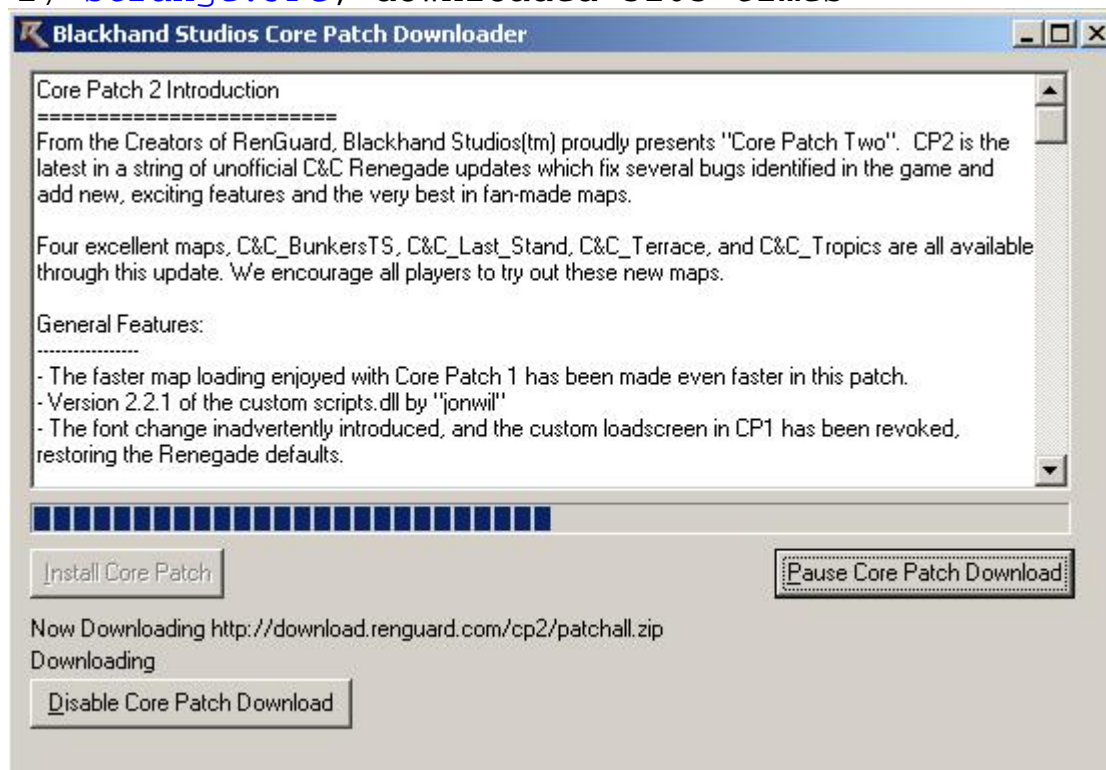 Blackhand Studios Core Patch Downloader
Core Patch 2 Introduction
==========================
From the Creators of RenGuard, Blackhand Studios(tm) proudly presents "Core Patch Two".  CP2 is the
latest in a string of unofficial C&C Renegade updates which fix several bugs identified in the game and
add new, exciting features and the very best in fan-made maps.
Four excellent maps, C&C_BunkersTS, C&C_Last_Stand, C&C_Terrace, and C&C_Tropics are all available
through this update. We encourage all players to try out these new maps.
General Features:
-----------------
- The faster map loading enjoyed with Core Patch 1 has been made even faster in this patch.
- Version 2.2.1 of the custom scripts.dll by "jonwil"
- The font change inadvertently introduced, and the custom loadscreen in CP1 has been revoked,
restoring the Renegade defaults.
Install Core Patch
Pause Core Patch Download
Now Downloading http://download.renguard.com/cp2/patchall.zip
Downloading
Disable Core Patch Download